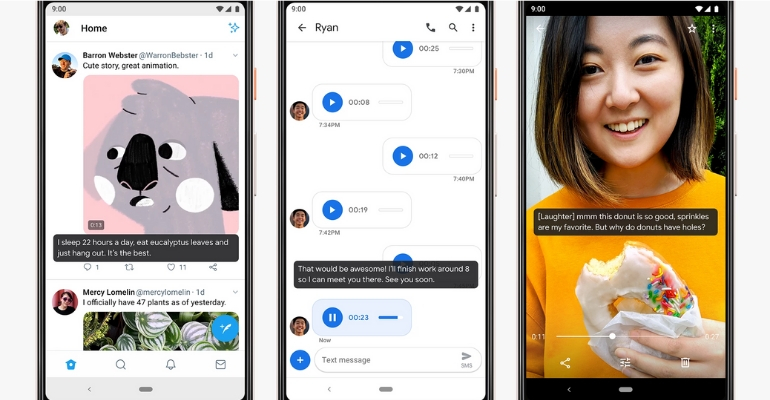 9:00
Home
Barron Webster @WarronBebster · 1d
Cute story, great animation.
0:13
I sleep 22 hours a day, eat eucalyptus leaves and
just hang out. It's the best.
1
11
Mercy Lomelin @mercylomelin · 1d
I officially have 47 plants as of yesterday.
9:00
Ryan
00:25
7:30PM
00:08
7:34PM
00:12
7:40PM
00:19
7:42PM
That would be awesome! I'll finish work around 8
so I can meet you there. See you soon.
00:23
Now
Text message
SMS
9:00
[Laughter] mmm this donut is so good, sprinkles
are my favorite. But why do donuts have holes?
0:11